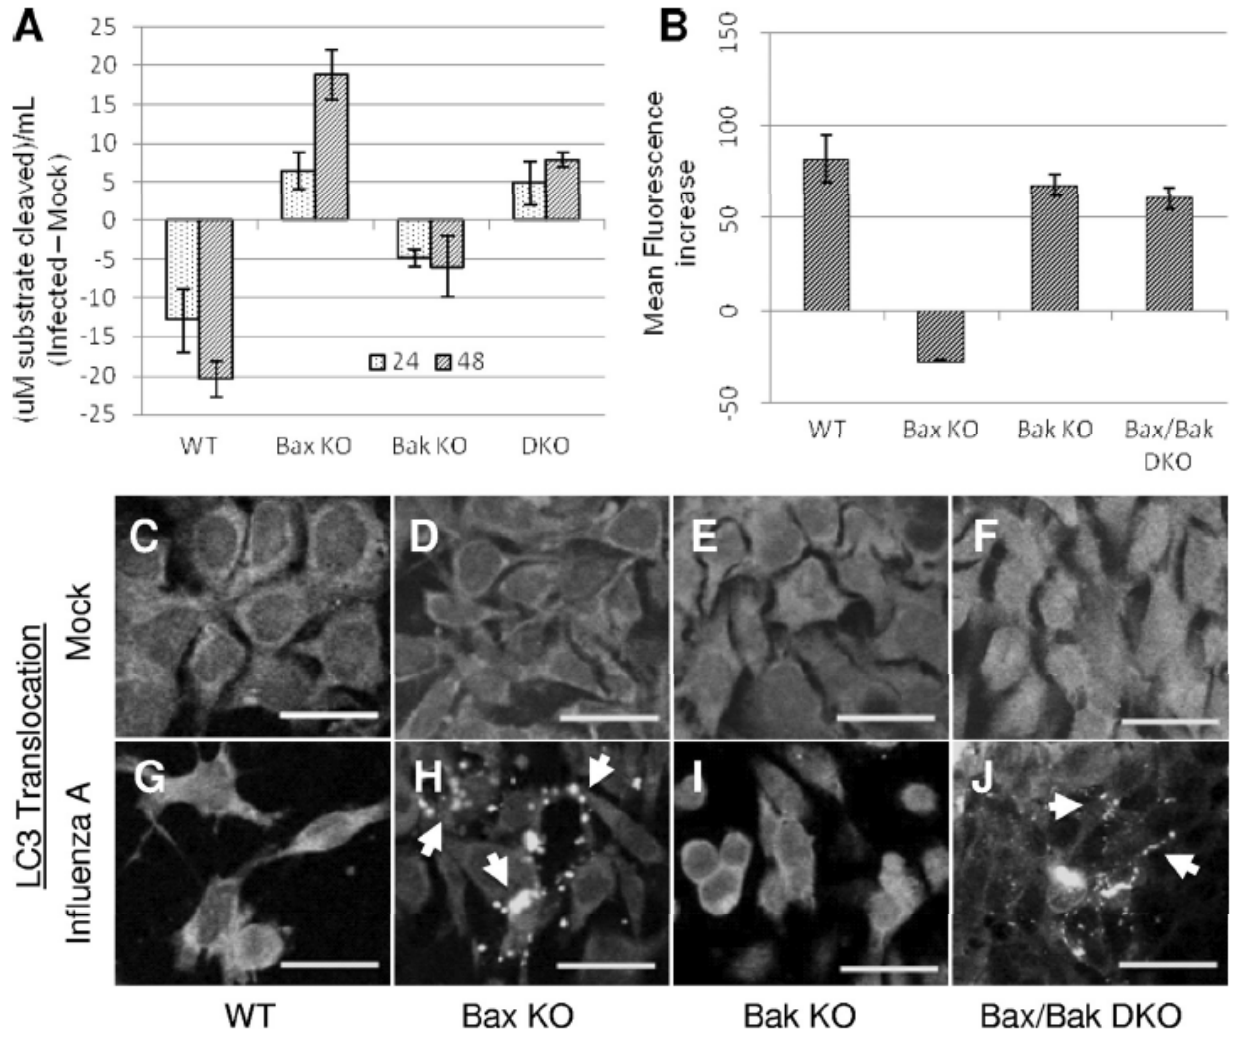 A
(uM substrate cleaved)/mL
(Infected – Mock)
25
20
15
10
5
0
-5
-10
-15
-20
-25
24 48
WT Bax KO Bak KO DKO
B
Mean Fluorescence
increase
150
100
50
0
-50
WT Bax KO Bak KO Bax/Bak
DKO
LC3 Translocation
Mock
C D E F
Influenza A
G H I J
WT Bax KO Bak KO Bax/Bak DKO